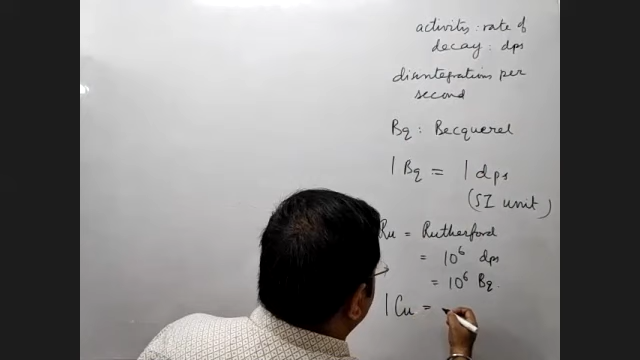 activity : rate of
decay : dps
disintegrations per
second
Bq : Becquerel
1 Bq = 1 dps
(SI unit)
Ru = Rutherford
= 10⁶ dps
= 10⁶ Bq.
1 Cu =